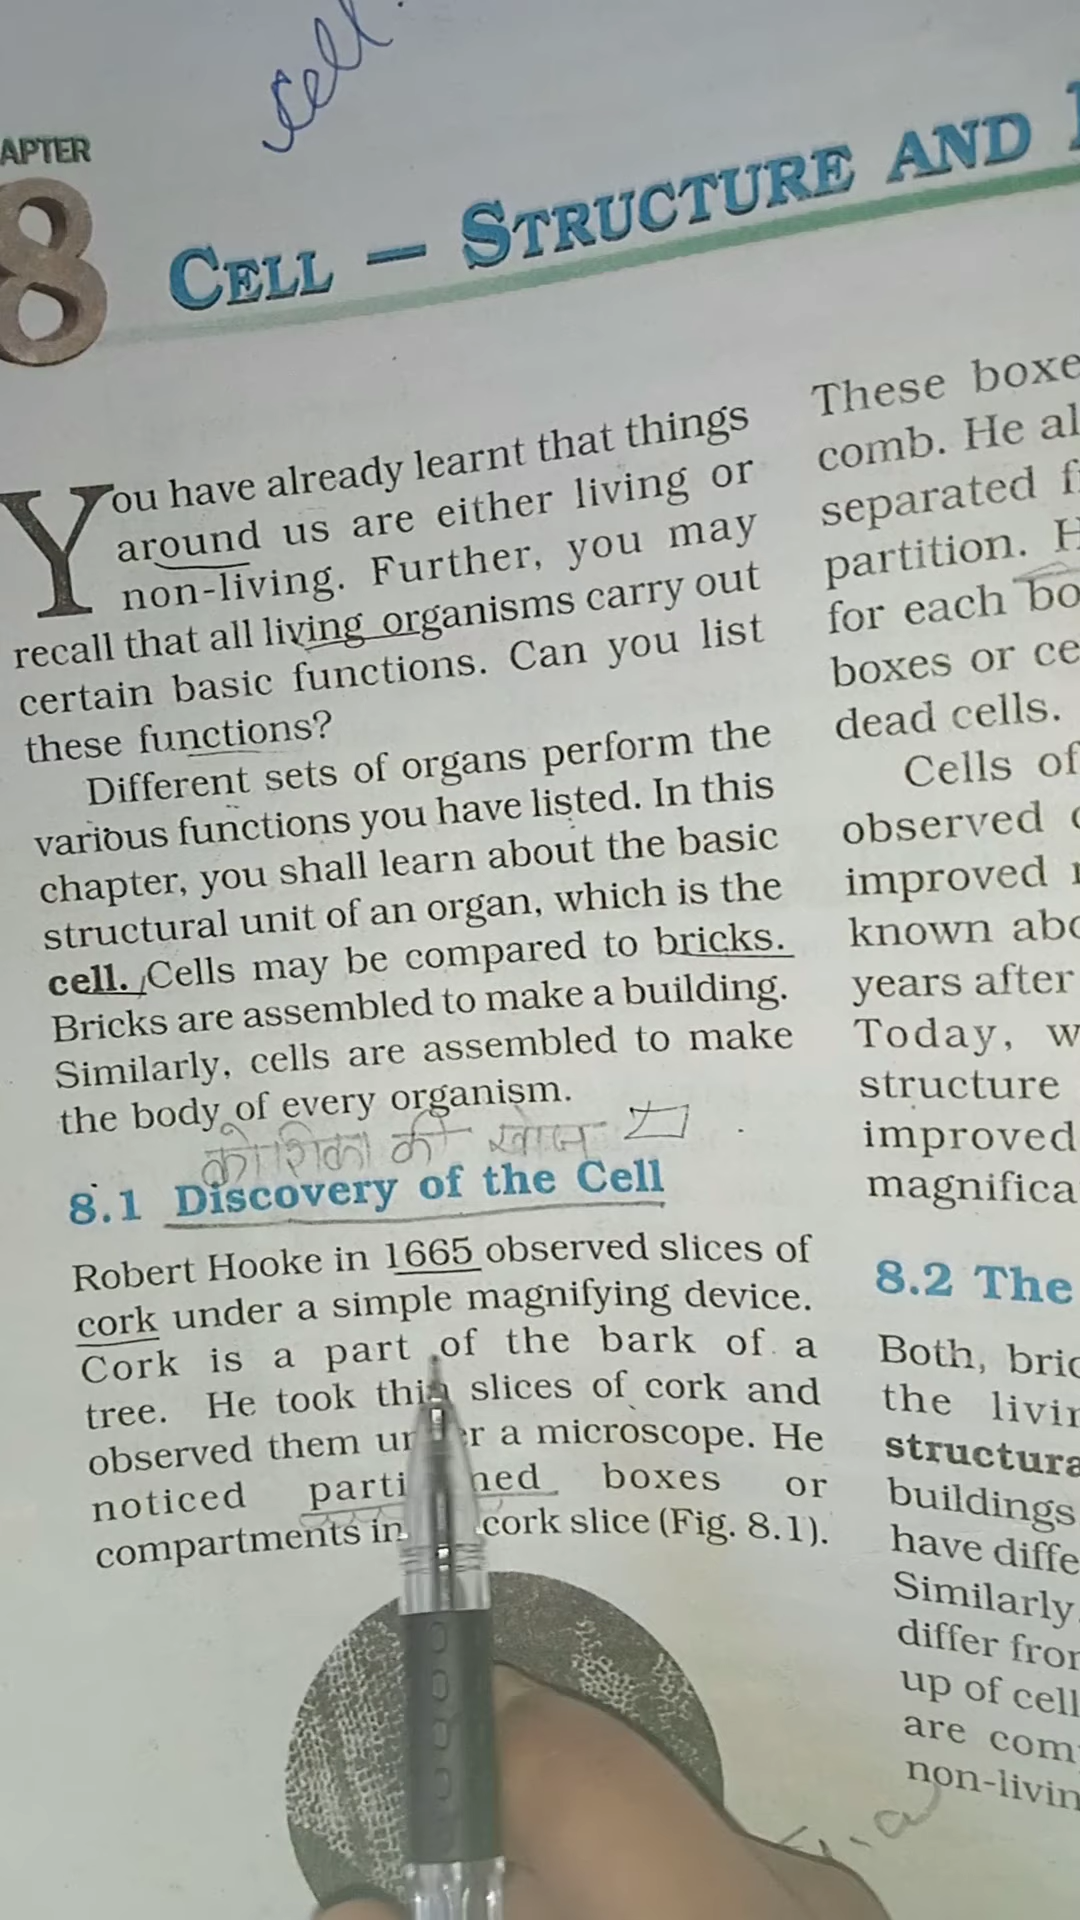 cell.
APTER
8 CELL – STRUCTURE AND
You have already learnt that things
around us are either living or
non-living. Further, you may
recall that all living organisms carry out
certain basic functions. Can you list
these functions?
Different sets of organs perform the
various functions you have listed. In this
chapter, you shall learn about the basic
structural unit of an organ, which is the
cell. Cells may be compared to bricks.
Bricks are assembled to make a building.
Similarly, cells are assembled to make
the body of every organism.
कोशिका की खोज
8.1 Discovery of the Cell
Robert Hooke in 1665 observed slices of
cork under a simple magnifying device.
Cork is a part of the bark of a
tree. He took thin slices of cork and
observed them under a microscope. He
noticed boxes or
compartments in cork slice (Fig. 8.1).
These boxe
comb. He al
separated f
partition. H
for each bo
boxes or ce
dead cells.
Cells of
observed
improved
known abo
years after
Today, w
structure
improved
magnifica
8.2 The
Both, bric
the livin
structura
buildings
have diffe
Similarly
differ from
up of cell
are com
non-livin